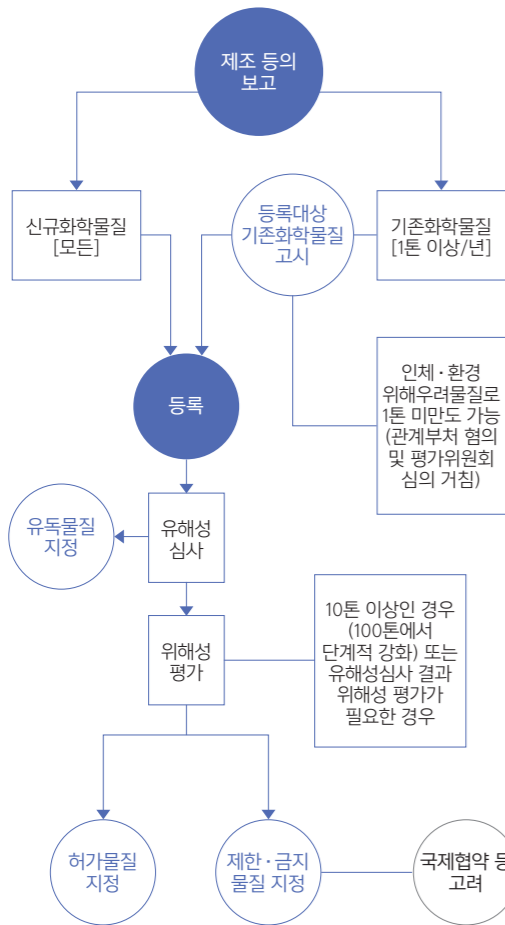 제조 등의
보고
신규화학물질
[모든]
등록대상
기존화학물질
고시
기존화학물질
[1톤 이상/년]
인체·환경
위해우려물질로
1톤 미만도 가능
(관계부처 혐의
및 평가위원회
심의 거침)
등록
유독물질
지정
유해성
심사
위해성
평가
10톤 이상인 경우
(100톤에서
단계적 강화) 또는
유해성심사 결과
위해성 평가가
필요한 경우
허가물질
지정
제한·금지
물질 지정
국제협약 등
고려